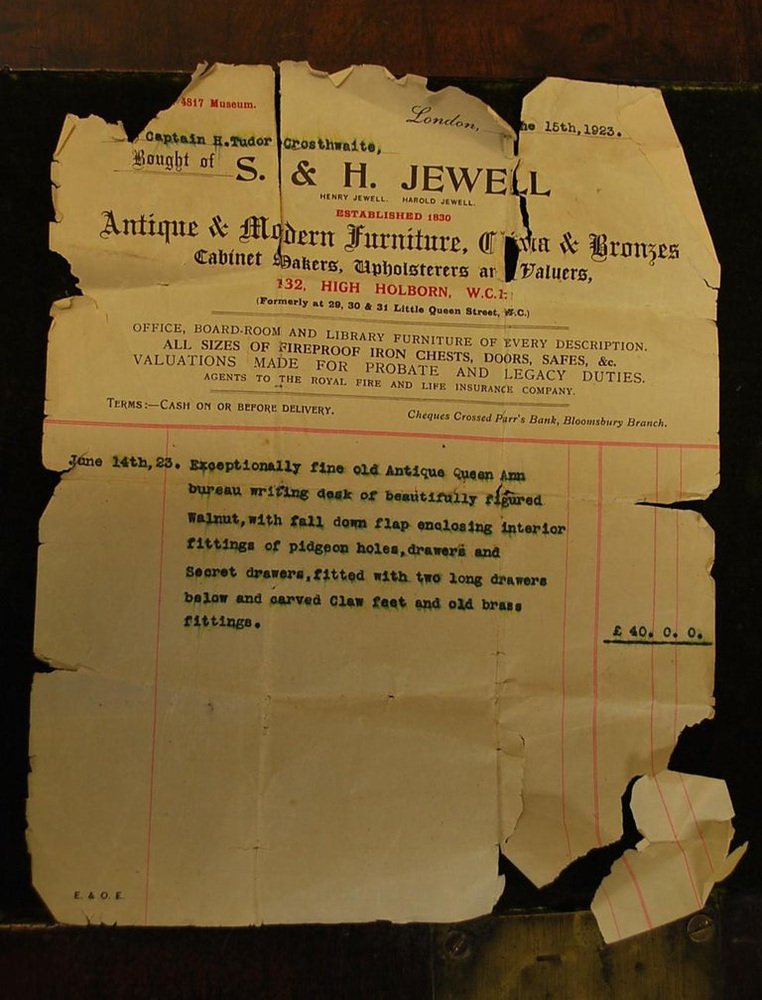 4817 Museum.
London, ne 15th,1923.
Captain H.Tudor Crosthwaite,
Bought of S. & H. JEWELL
HENRY JEWELL. HAROLD JEWELL.
ESTABLISHED 1830
Antique & Modern Furniture, China & Bronzes
Cabinet Makers, Upholsterers an Valuers,
132, HIGH HOLBORN, W.C.1.
(Formerly at 29, 30 & 31 Little Queen Street, W.C.)
OFFICE, BOARD-ROOM AND LIBRARY FURNITURE OF EVERY DESCRIPTION.
ALL SIZES OF FIREPROOF IRON CHESTS, DOORS, SAFES, &c.
VALUATIONS MADE FOR PROBATE AND LEGACY DUTIES.
AGENTS TO THE ROYAL FIRE AND LIFE INSURANCE COMPANY.
TERMS:—CASH ON OR BEFORE DELIVERY. Cheques Crossed Parr's Bank, Bloomsbury Branch.
June 14th,23. Exceptionally fine old Antique Queen Ann
bureau writing desk of beautifully figured
Walnut,with fall down flap enclosing interior
fittings of pidgeon holes,drawers and
Secret drawers,fitted with two long drawers
below and carved Claw feet and old brass
fittings.
£ 40. 0. 0.
E. & O. E.